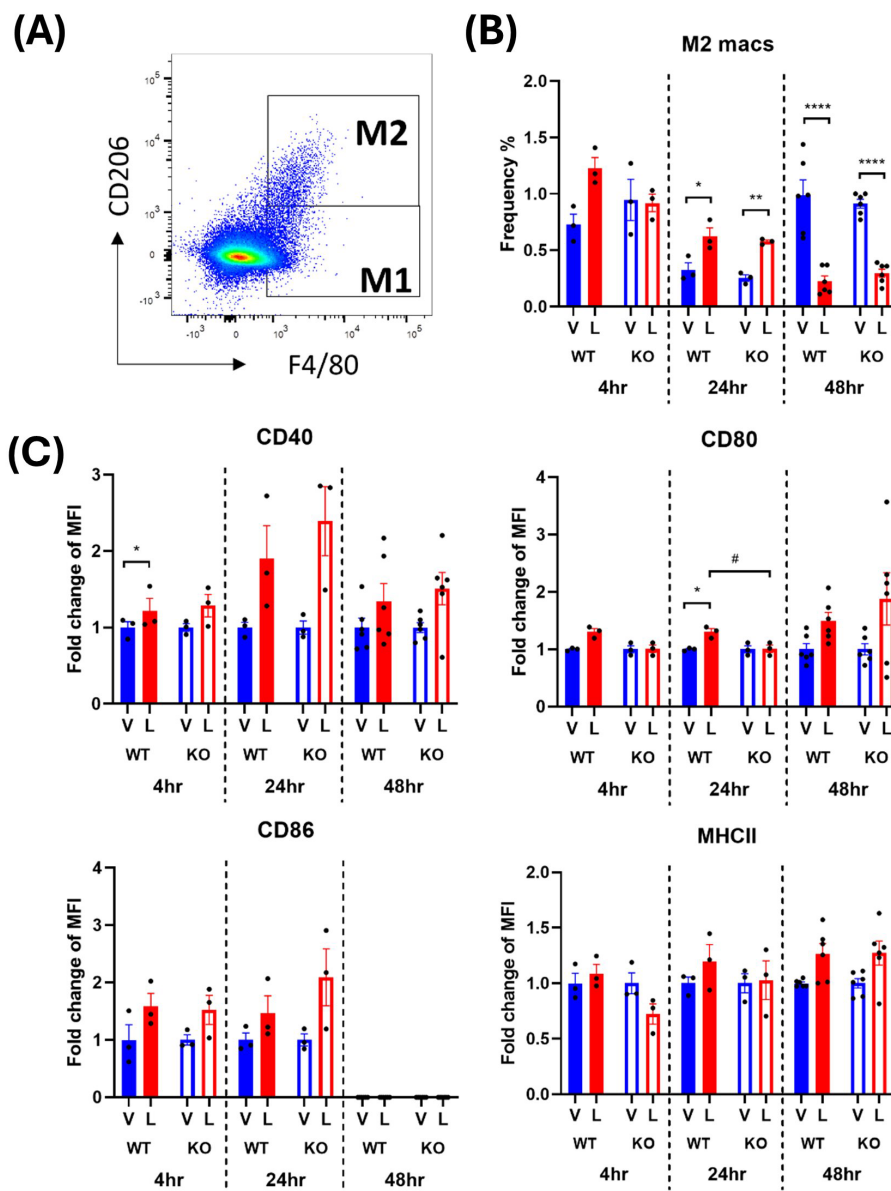 (A)
CD206
10^5
10^4
10^3
0
-10^3
M2
M1
-10^3
0
10^3
10^4
10^5
F4/80
(B)
M2 macs
Frequency %
2.0
1.5
1.0
0.5
0.0
* ** **** ****
V L V L V L V L V L V L
WT KO WT KO WT KO
4hr 24hr 48hr
(C)
CD40
Fold change of MFI
3
2
1
0
*
V L V L V L V L V L V L
WT KO WT KO WT KO
4hr 24hr 48hr
CD80
Fold change of MFI
4
3
2
1
0
* #
V L V L V L V L V L V L
WT KO WT KO WT KO
4hr 24hr 48hr
CD86
Fold change of MFI
4
3
2
1
0
V L V L V L V L V L V L
WT KO WT KO WT KO
4hr 24hr 48hr
MHCII
Fold change of MFI
2.0
1.5
1.0
0.5
0.0
V L V L V L V L V L V L
WT KO WT KO WT KO
4hr 24hr 48hr